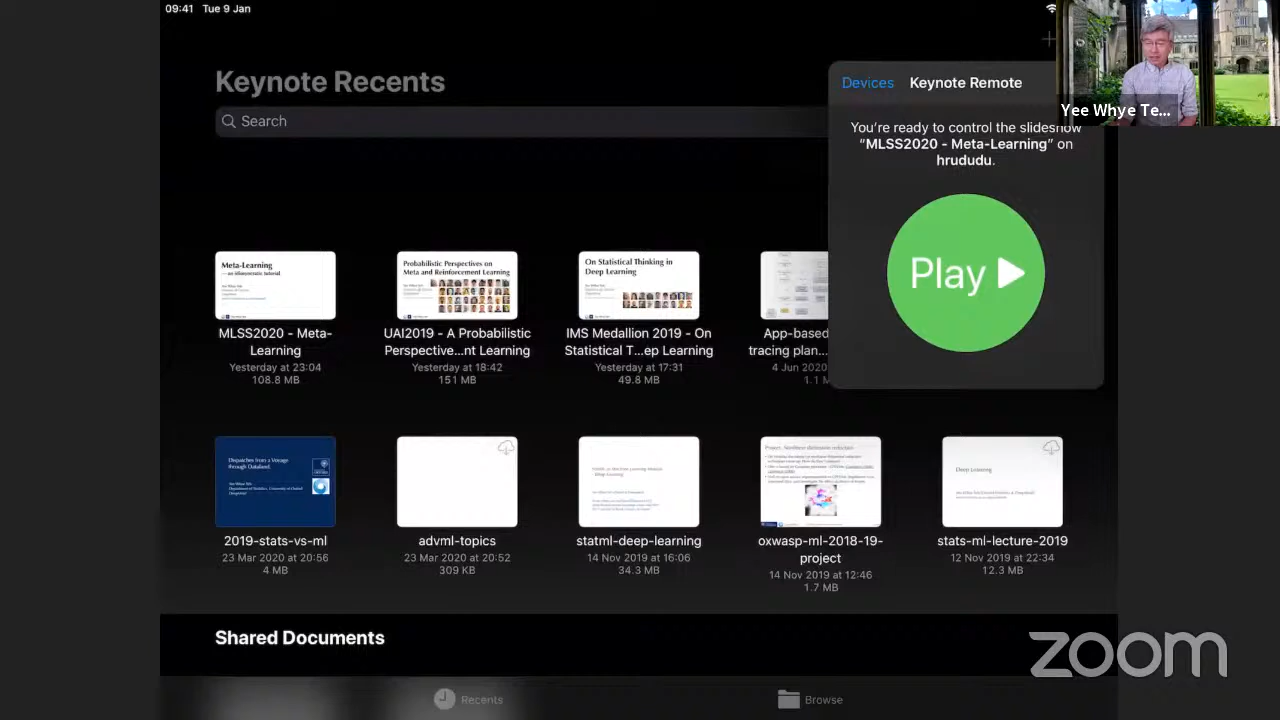 09:41 Tue 9 Jan
Keynote Recents
Search
Devices Keynote Remote
You're ready to control the slideshow
"MLSS2020 - Meta-Learning" on
hrududu.
Play
Yee Whye Te...
Meta-Learning
Probabilistic Perspectives on
Meta and Reinforcement Learning
On Statistical Thinking in
Deep Learning
MLSS2020 - Meta-
Learning
Yesterday at 23:04
108.8 MB
UAI2019 - A Probabilistic
Perspective...nt Learning
Yesterday at 18:42
151 MB
IMS Medallion 2019 - On
Statistical T...ep Learning
Yesterday at 17:31
49.8 MB
App-based
tracing plan...
4 Jun 2020
1.1 M
Dispatches from a Voyage
through Dataland
Deep Learning
2019-stats-vs-ml
23 Mar 2020 at 20:56
4 MB
advml-topics
23 Mar 2020 at 20:52
309 KB
statml-deep-learning
14 Nov 2019 at 16:06
34.3 MB
oxwasp-ml-2018-19-
project
14 Nov 2019 at 12:46
1.7 MB
stats-ml-lecture-2019
12 Nov 2019 at 22:34
12.3 MB
Shared Documents
Recents
Browse
zoom